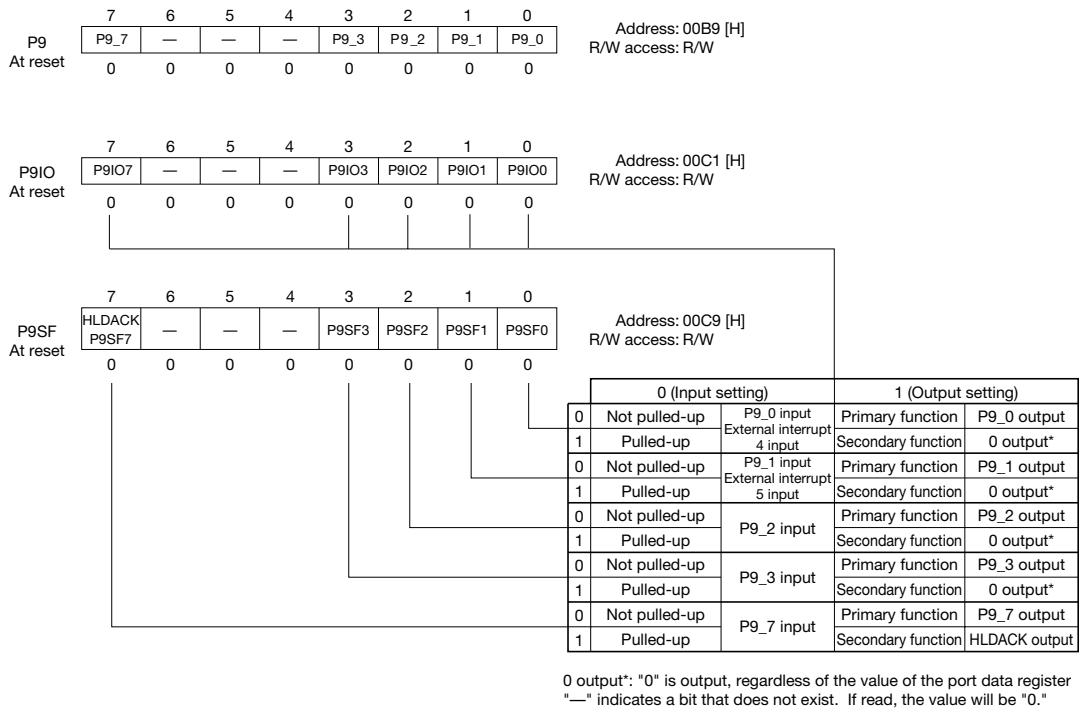 7 6 5 4 3 2 1 0
P9 P9_7 — — — P9_3 P9_2 P9_1 P9_0 Address: 00B9 [H]
At reset 0 0 0 0 0 0 0 0 R/W access: R/W
7 6 5 4 3 2 1 0
P9IO P9IO7 — — — P9IO3 P9IO2 P9IO1 P9IO0 Address: 00C1 [H]
At reset 0 0 0 0 0 0 0 0 R/W access: R/W
7 6 5 4 3 2 1 0
P9SF HLDACK P9SF7 — — — P9SF3 P9SF2 P9SF1 P9SF0 Address: 00C9 [H]
At reset 0 0 0 0 0 0 0 0 R/W access: R/W
0 (Input setting) 1 (Output setting)
0 Not pulled-up P9_0 input Primary function P9_0 output
External interrupt
1 Pulled-up 4 input Secondary function 0 output*
0 Not pulled-up P9_1 input Primary function P9_1 output
External interrupt
1 Pulled-up 5 input Secondary function 0 output*
0 Not pulled-up P9_2 input Primary function P9_2 output
1 Pulled-up Secondary function 0 output*
0 Not pulled-up P9_3 input Primary function P9_3 output
1 Pulled-up Secondary function 0 output*
0 Not pulled-up P9_7 input Primary function P9_7 output
1 Pulled-up Secondary function HLDACK output
0 output*: "0" is output, regardless of the value of the port data register
"—" indicates a bit that does not exist. If read, the value will be "0."